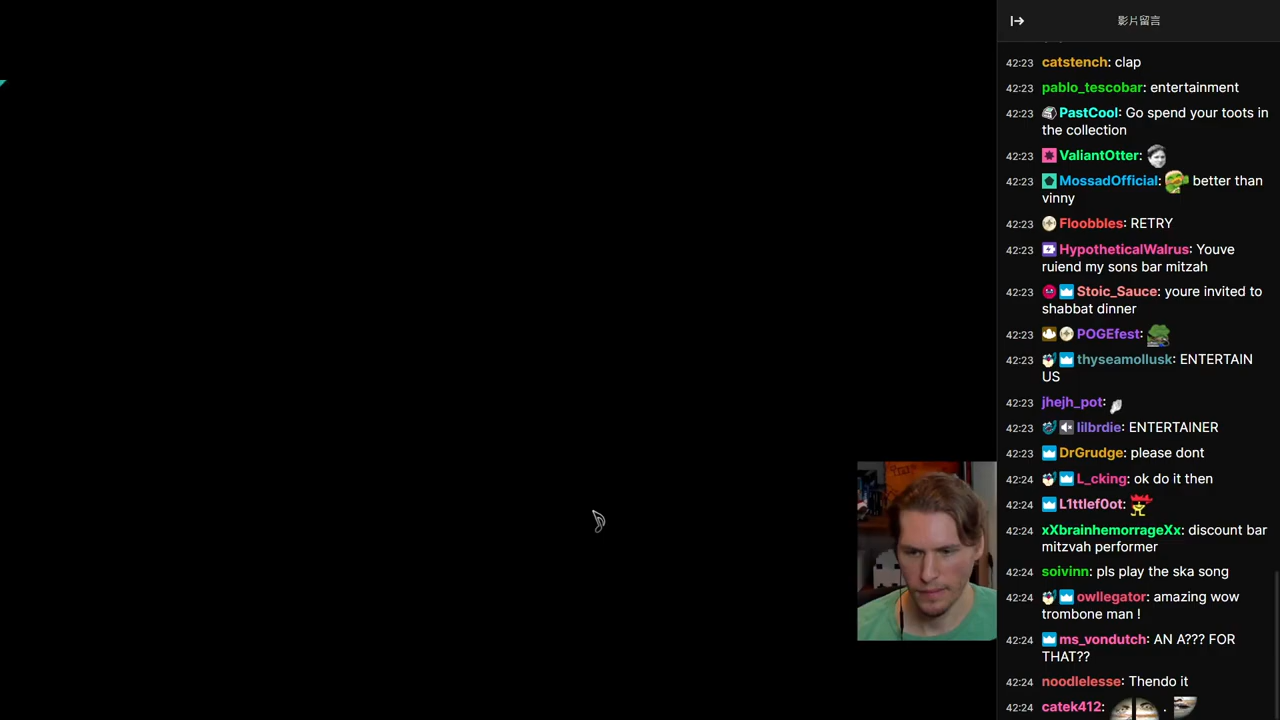 影片留言
42:23 catstench: clap
42:23 pablo_tescobar: entertainment
42:23 PastCool: Go spend your toots in
the collection
42:23 ValiantOtter:
42:23 MossadOfficial: better than
vinny
42:23 Floobbles: RETRY
42:23 HypotheticalWalrus: Youve
ruiend my sons bar mitzah
42:23 Stoic_Sauce: youre invited to
shabbat dinner
42:23 POGEfest:
42:23 thyseamollusk: ENTERTAIN
US
42:23 jhejh_pot:
42:23 lilbrdie: ENTERTAINER
42:23 DrGrudge: please dont
42:24 L_cking: ok do it then
42:24 L1ttlef0ot:
42:24 xXbrainhemorrageXx: discount bar
mitzvah performer
42:24 soivinn: pls play the ska song
42:24 owllegator: amazing wow
trombone man !
42:24 ms_vondutch: AN A??? FOR
THAT??
42:24 noodlelesse: Thendo it
42:24 catek412: .